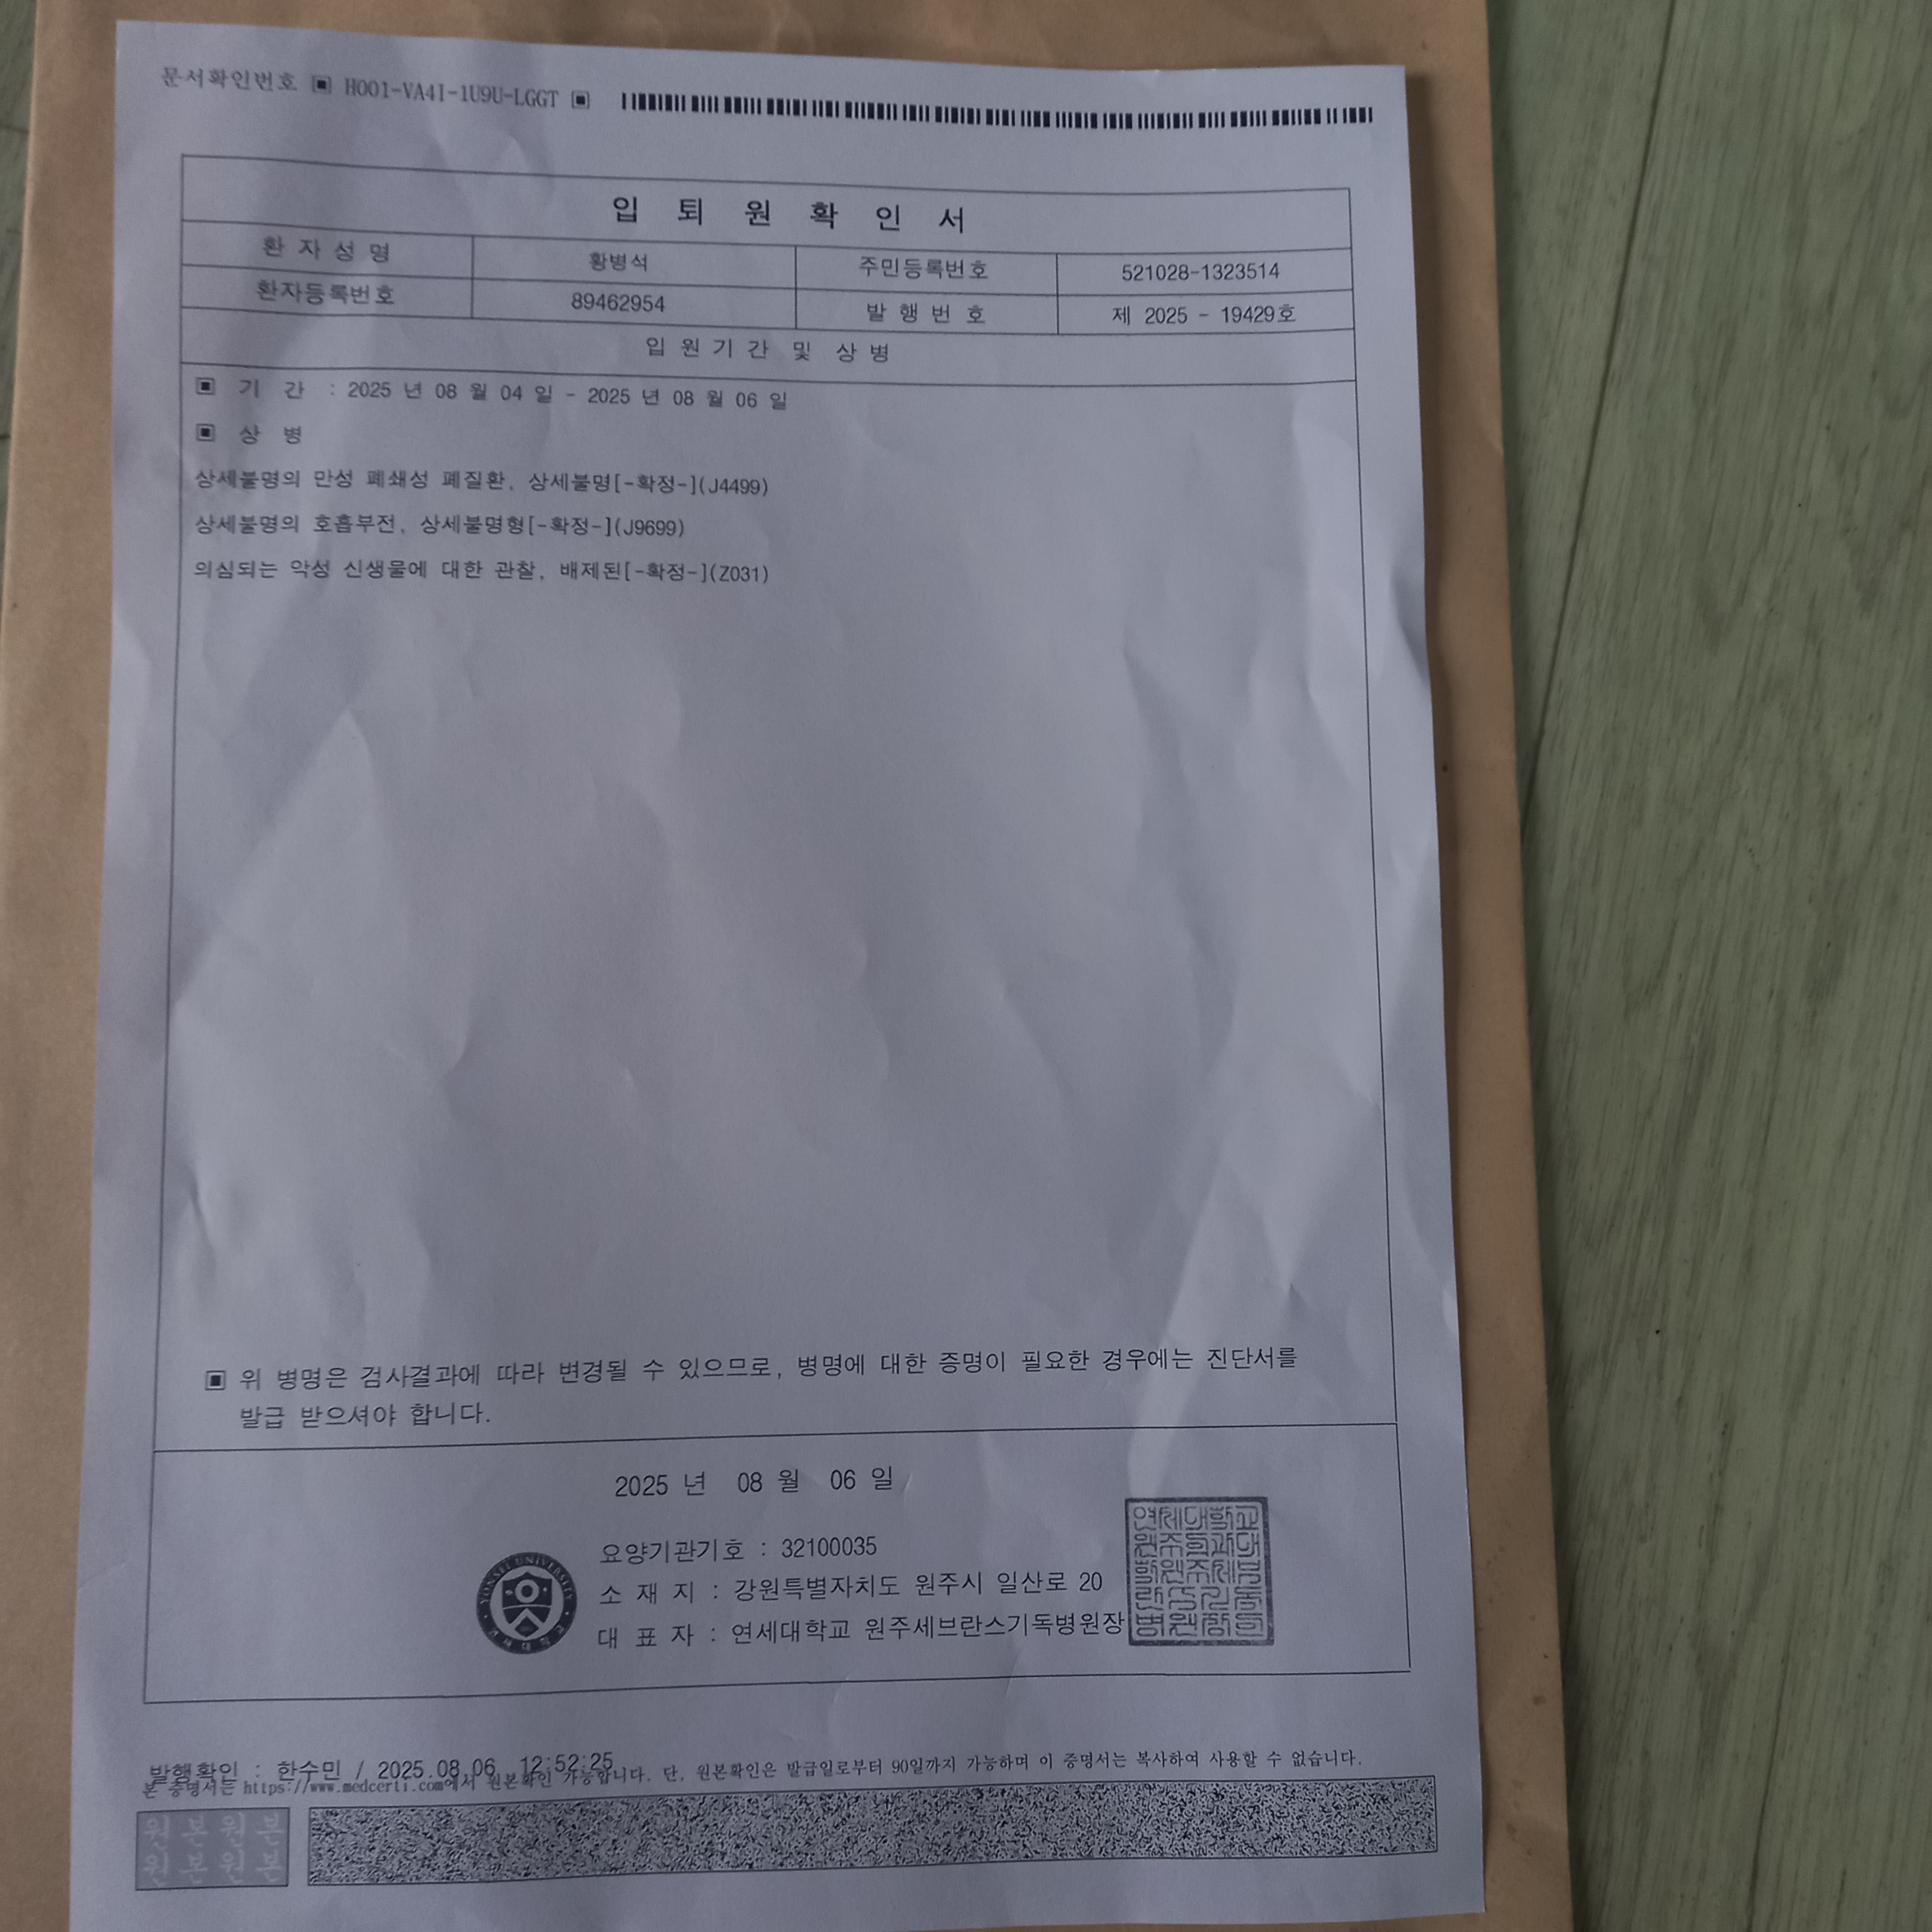 문서확인번호 ▣ H001-VA4I-1U9U-LGGT ▣
입 퇴 원 확 인 서
환 자 성 명 황병석 주민등록번호 521028-1323514
환자등록번호 89462954 발 행 번 호 제 2025 - 19429호
입 원 기 간 및 상 병
▣ 기 간 : 2025 년 08 월 04 일 - 2025 년 08 월 06 일
▣ 상 병
상세불명의 만성 폐쇄성 폐질환, 상세불명[-확정-](J4499)
상세불명의 호흡부전, 상세불명형[-확정-](J9699)
의심되는 악성 신생물에 대한 관찰, 배제된[-확정-](Z031)
▣ 위 병명은 검사결과에 따라 변경될 수 있으므로, 병명에 대한 증명이 필요한 경우에는 진단서를
발급 받으셔야 합니다.
2025 년 08 월 06 일
요양기관기호 : 32100035
소 재 지 : 강원특별자치도 원주시 일산로 20
대 표 자 : 연세대학교 원주세브란스기독병원장
YONSEI UNIVERSITY
연세대학교
발행확인 : 한수민 / 2025.08.06 12:52:25
본 증명서는 https://www.medcerti.com에서 원본확인 가능합니다. 단, 원본확인은 발급일로부터 90일까지 가능하며 이 증명서는 복사하여 사용할 수 없습니다.
원본원본
원본원본